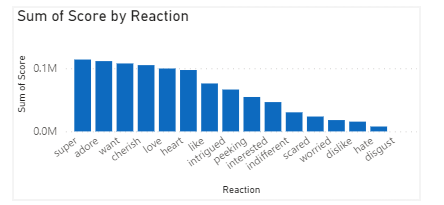 Sum of Score by Reaction
Sum of Score
0.1M
0.0M
super
adore
want
cherish
love
heart
like
intrigued
peeking
interested
indifferent
scared
worried
dislike
hate
disgust
Reaction